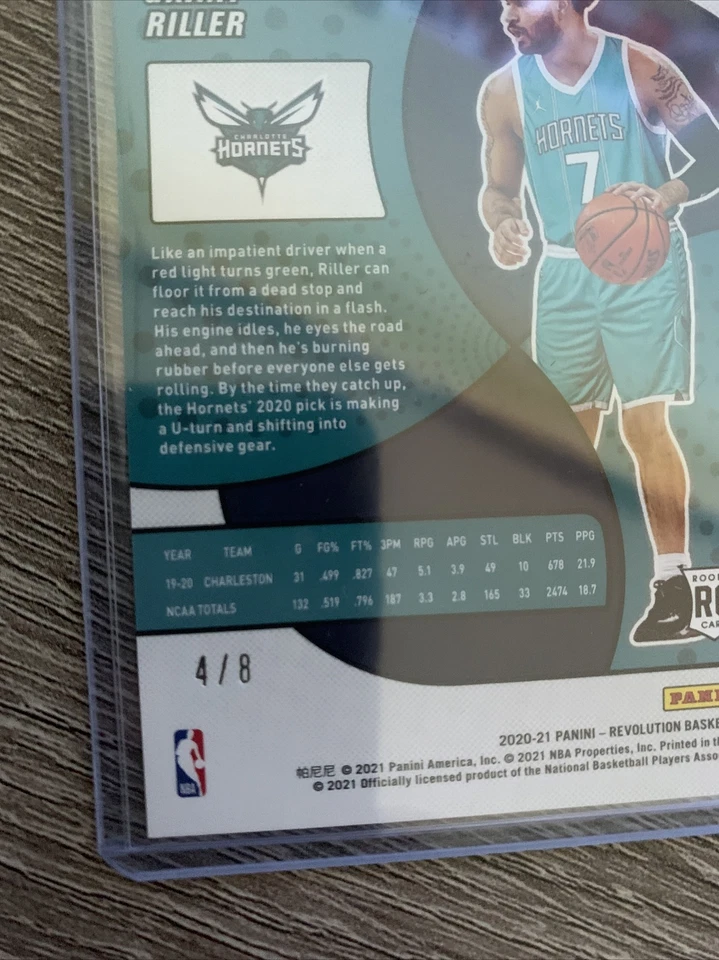 RILLER
CHARLOTTE
HORNETS
HORNETS
7
Like an impatient driver when a
red light turns green, Riller can
floor it from a dead stop and
reach his destination in a flash.
His engine idles, he eyes the road
ahead, and then he's burning
rubber before everyone else gets
rolling. By the time they catch up,
the Hornets' 2020 pick is making
a U-turn and shifting into
defensive gear.
YEAR TEAM G FG% FT% 3PM RPG APG STL BLK PTS PPG
19-20 CHARLESTON 31 .499 .827 47 5.1 3.9 49 10 678 21.9
NCAA TOTALS 132 .519 .796 187 3.3 2.8 165 33 2474 18.7
4/8
NBA
2020-21 PANINI – REVOLUTION
帕尼尼 © 2021 Panini America, Inc. © 2021 NBA Properties, Inc. Printed in
© 2021 Officially licensed product of the National Basketball Players